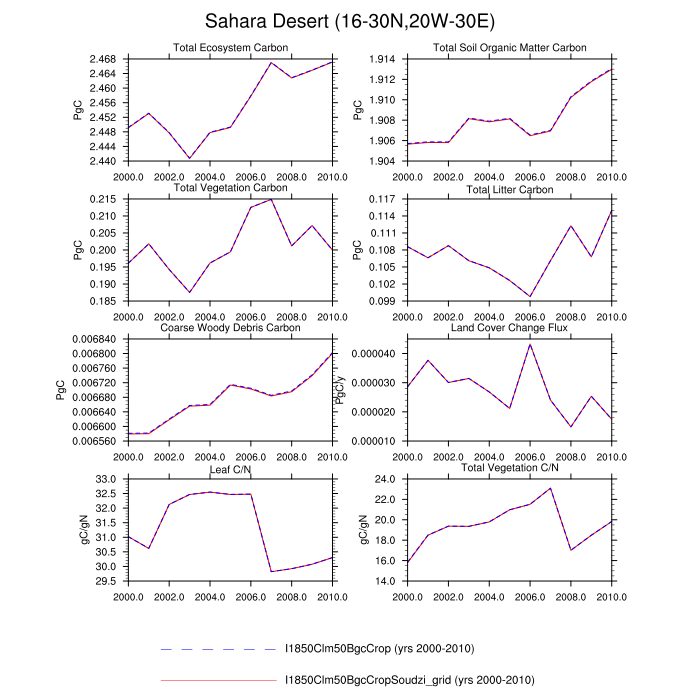 Sahara Desert (16-30N,20W-30E)
Total Ecosystem Carbon
PgC
2.468
2.464
2.460
2.456
2.452
2.448
2.444
2.440
2000.0 2002.0 2004.0 2006.0 2008.0 2010.0
Total Soil Organic Matter Carbon
PgC
1.914
1.912
1.910
1.908
1.906
1.904
2000.0 2002.0 2004.0 2006.0 2008.0 2010.0
Total Vegetation Carbon
PgC
0.215
0.210
0.205
0.200
0.195
0.190
0.185
2000.0 2002.0 2004.0 2006.0 2008.0 2010.0
Total Litter Carbon
PgC
0.117
0.114
0.111
0.108
0.105
0.102
0.099
2000.0 2002.0 2004.0 2006.0 2008.0 2010.0
Coarse Woody Debris Carbon
PgC
0.006840
0.006800
0.006760
0.006720
0.006680
0.006640
0.006600
0.006560
2000.0 2002.0 2004.0 2006.0 2008.0 2010.0
Land Cover Change Flux
PgC/y
0.000040
0.000030
0.000020
0.000010
2000.0 2002.0 2004.0 2006.0 2008.0 2010.0
Leaf C/N
gC/gN
33.0
32.5
32.0
31.5
31.0
30.5
30.0
29.5
2000.0 2002.0 2004.0 2006.0 2008.0 2010.0
Total Vegetation C/N
gC/gN
24.0
22.0
20.0
18.0
16.0
14.0
2000.0 2002.0 2004.0 2006.0 2008.0 2010.0
I1850Clm50BgcCrop (yrs 2000-2010)
I1850Clm50BgcCropSoudzi_grid (yrs 2000-2010)